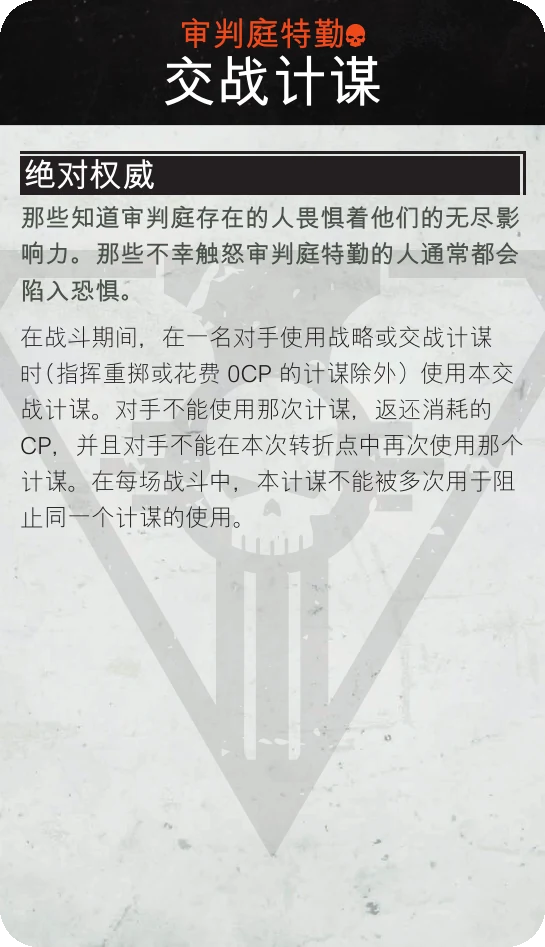 审判庭特勤
交战计谋
绝对权威
那些知道审判庭存在的人畏惧着他们的无尽影
响力。那些不幸触怒审判庭特勤的人通常都会
陷入恐惧。
在战斗期间，在一名对手使用战略或交战计谋
时（指挥重掷或花费 0CP 的计谋除外）使用本交
战计谋。对手不能使用那次计谋，返还消耗的
CP，并且对手不能在本次转折点中再次使用那个
计谋。在每场战斗中，本计谋不能被多次用于阻
止同一个计谋的使用。